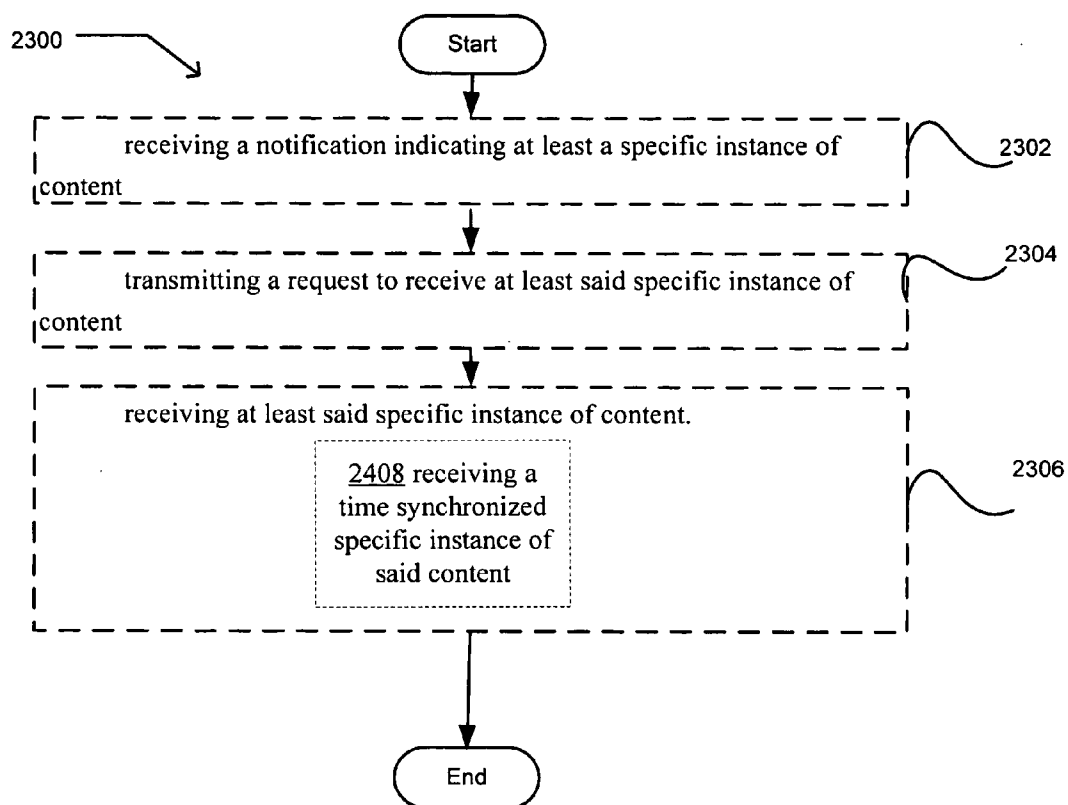 2300
Start
receiving a notification indicating at least a specific instance of
content
2302
transmitting a request to receive at least said specific instance of
content
2304
receiving at least said specific instance of content.
2408 receiving a
time synchronized
specific instance of
said content
2306
End